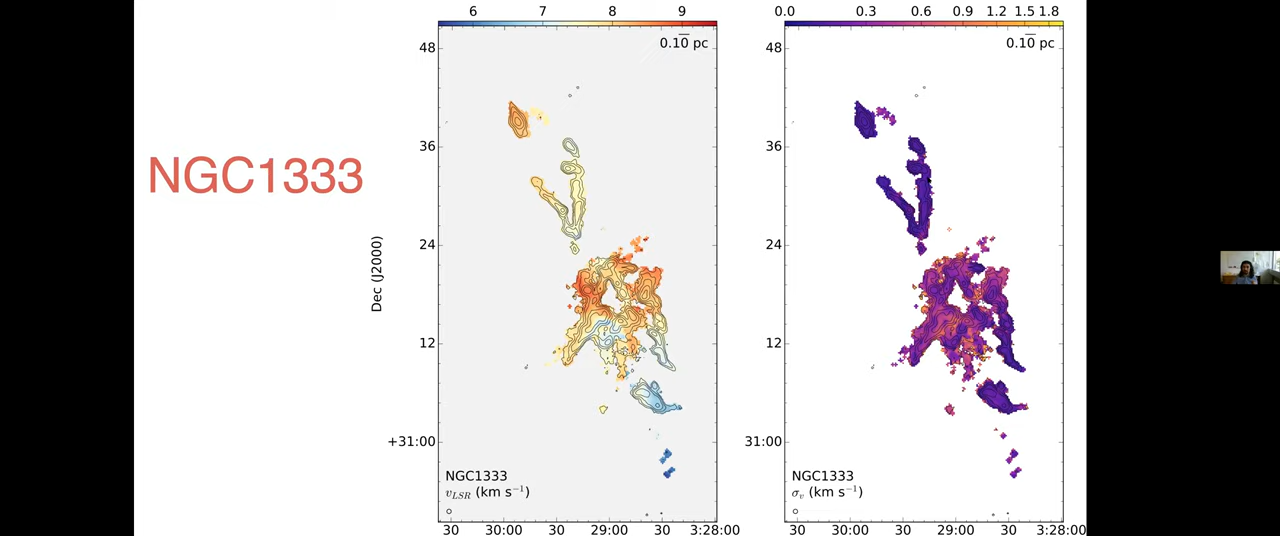 NGC1333
6 7 8 9
0.10 pc
48
36
24
12
+31:00
Dec (J2000)
NGC1333
v_LSR (km s⁻¹)
30 30:00 30 29:00 30 3:28:00
0.0 0.3 0.6 0.9 1.2 1.5 1.8
0.10 pc
48
36
24
12
31:00
NGC1333
σ_v (km s⁻¹)
30 30:00 30 29:00 30 3:28:00